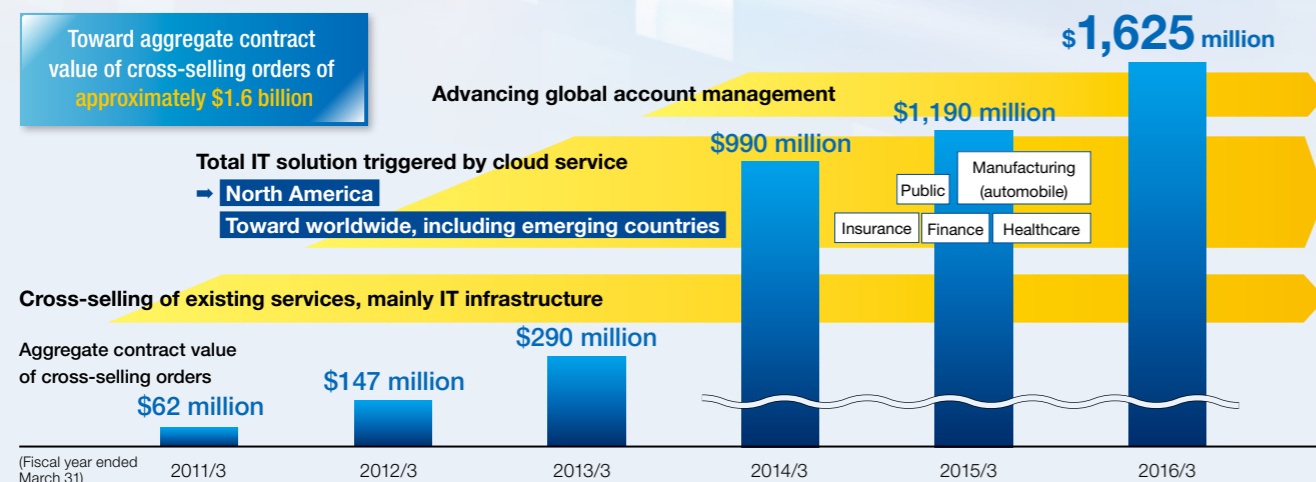 Toward aggregate contract
value of cross-selling orders of
approximately $1.6 billion
$1,625 million
Advancing global account management
$1,190 million
$990 million
Total IT solution triggered by cloud service
➡ North America
Toward worldwide, including emerging countries
Manufacturing
(automobile)
Public
Insurance
Finance
Healthcare
Cross-selling of existing services, mainly IT infrastructure
$290 million
Aggregate contract value
of cross-selling orders
$147 million
$62 million
(Fiscal year ended
March 31)
2011/3
2012/3
2013/3
2014/3
2015/3
2016/3